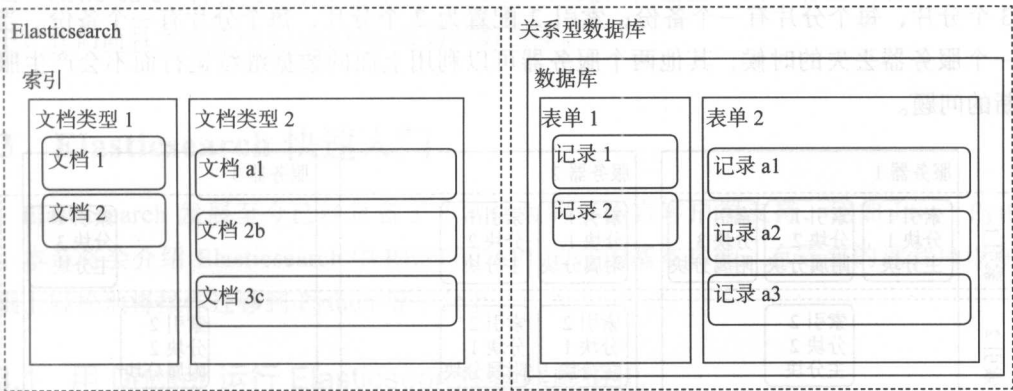 Elasticsearch
索引
文档类型 1
文档 1
文档 2
文档类型 2
文档 a1
文档 2b
文档 3c
关系型数据库
数据库
表单 1
记录 1
记录 2
表单 2
记录 a1
记录 a2
记录 a3